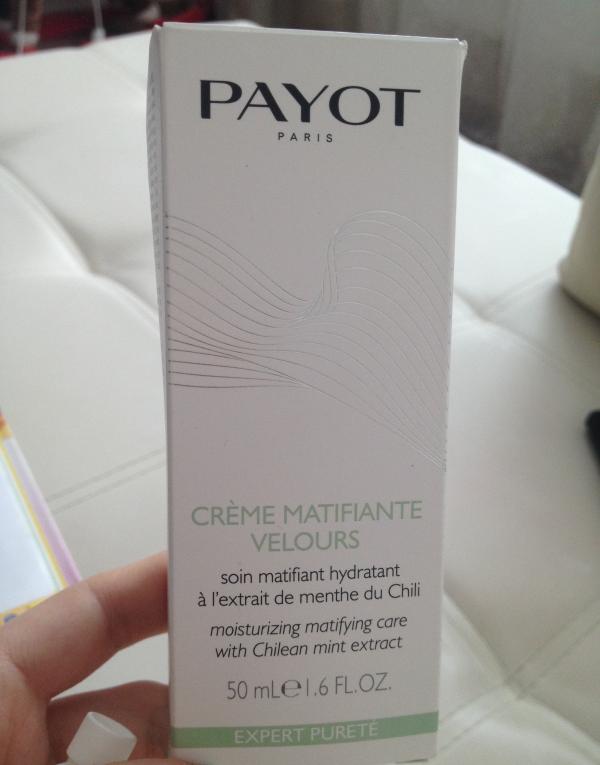 PAYOT
PARIS
CRÈME MATIFIANTE
VELOURS
soin matifiant hydratant
à l'extrait de menthe du Chili
moisturizing matifying care
with Chilean mint extract
50 mL℮1.6 FL.OZ.
EXPERT PURETÉ